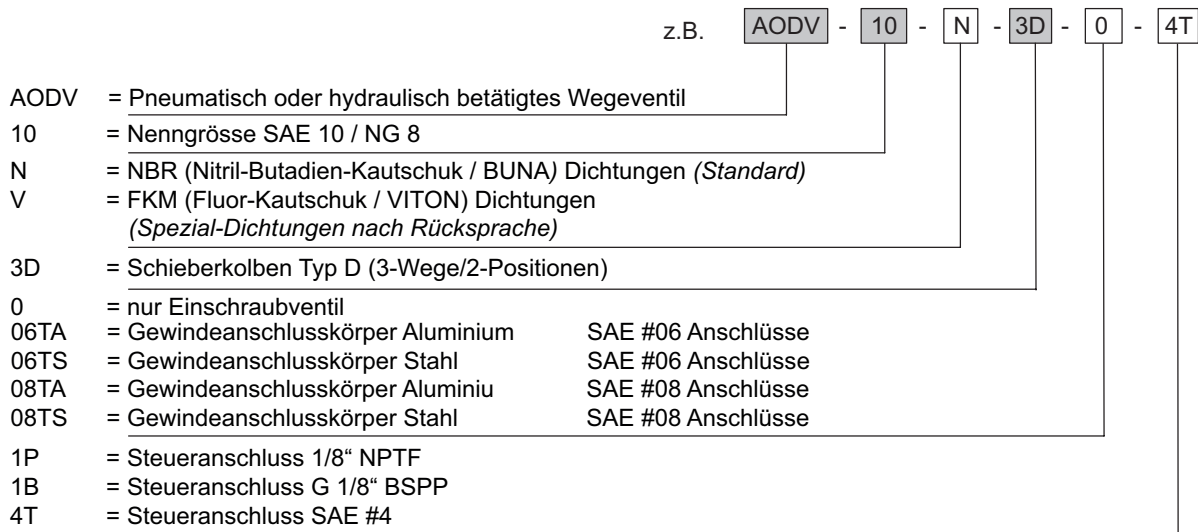 z.B. AODV - 10 - N - 3D - 0 - 4T
AODV = Pneumatisch oder hydraulisch betätigtes Wegeventil
10 = Nenngrösse SAE 10 / NG 8
N = NBR (Nitril-Butadien-Kautschuk / BUNA) Dichtungen (Standard)
V = FKM (Fluor-Kautschuk / VITON) Dichtungen
(Spezial-Dichtungen nach Rücksprache)
3D = Schieberkolben Typ D (3-Wege/2-Positionen)
0 = nur Einschraubventil
06TA = Gewindeanschlusskörper Aluminium SAE #06 Anschlüsse
06TS = Gewindeanschlusskörper Stahl SAE #06 Anschlüsse
08TA = Gewindeanschlusskörper Aluminiu SAE #08 Anschlüsse
08TS = Gewindeanschlusskörper Stahl SAE #08 Anschlüsse
1P = Steueranschluss 1/8“ NPTF
1B = Steueranschluss G 1/8“ BSPP
4T = Steueranschluss SAE #4